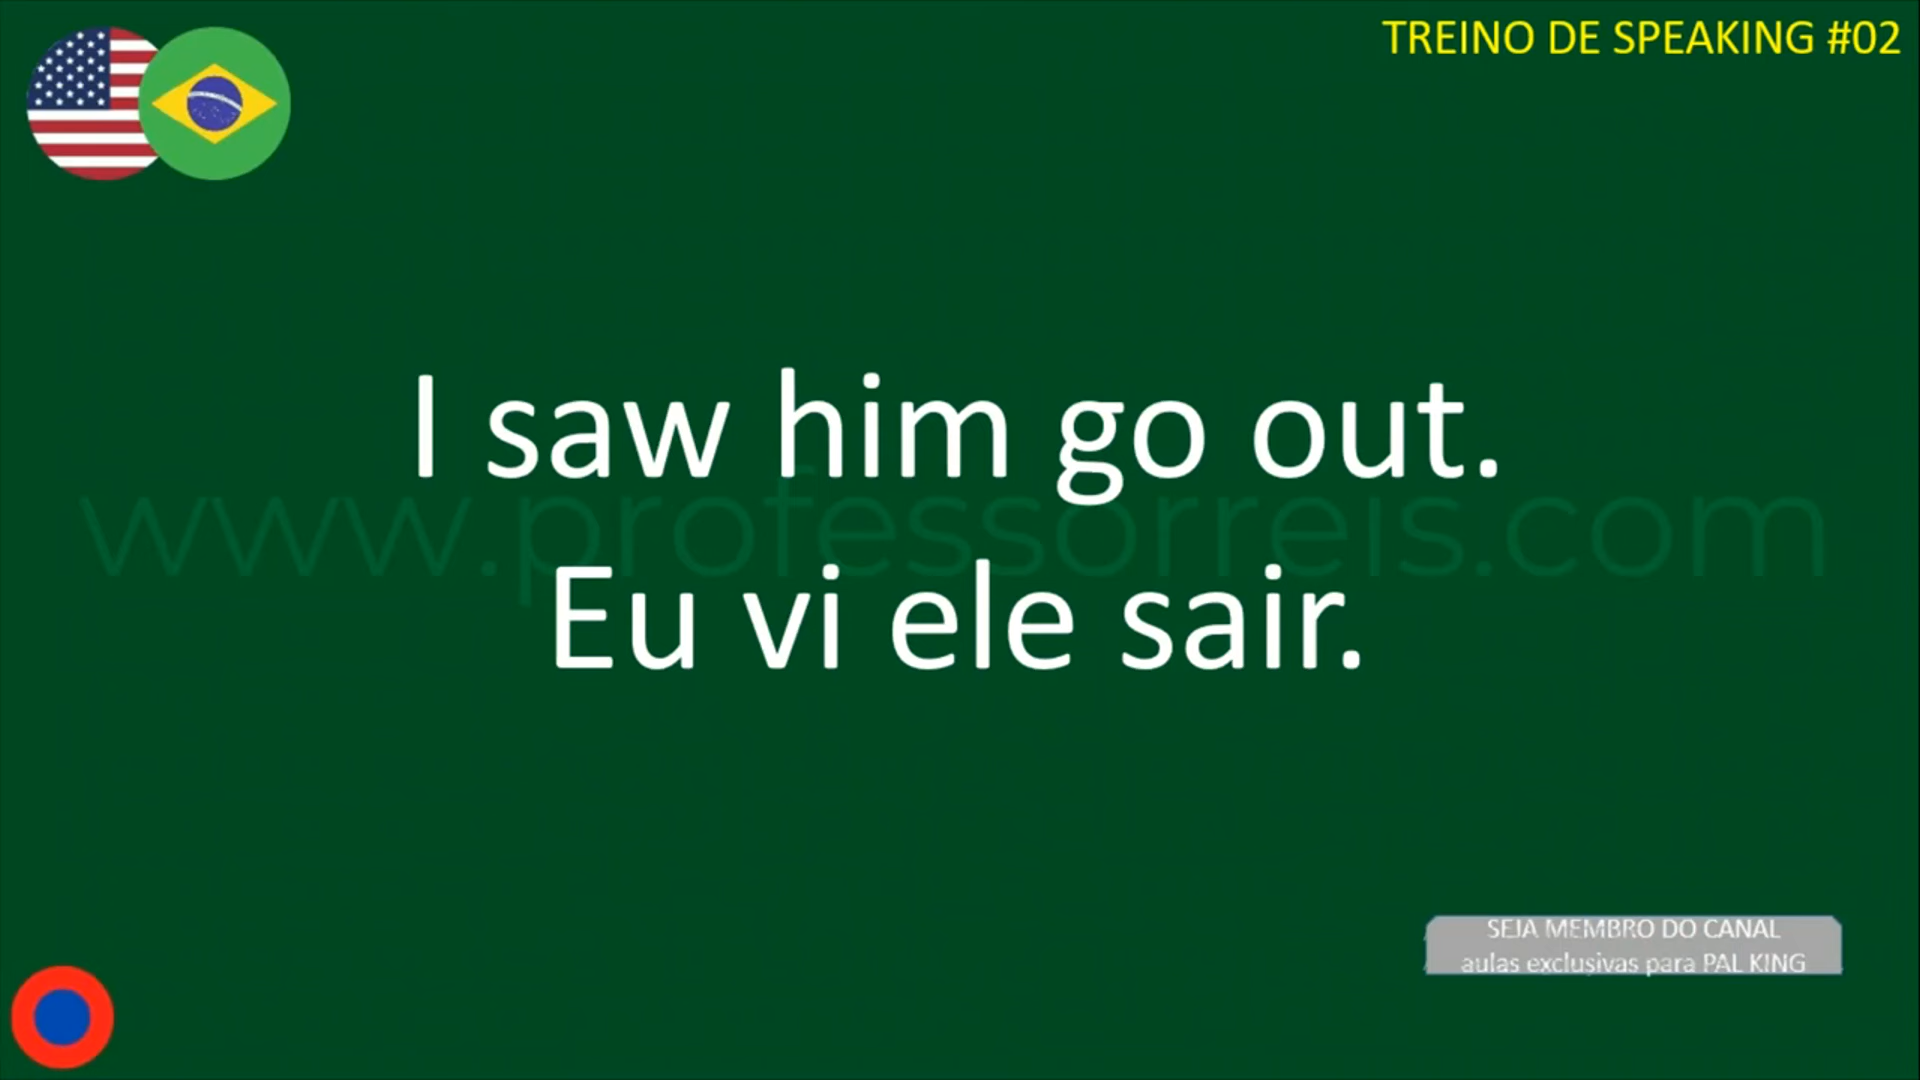 TREINO DE SPEAKING #02
I saw him go out.
www.professorreis.com
Eu vi ele sair.
SEJA MEMBRO DO CANAL
aulas exclusivas para PAL KING